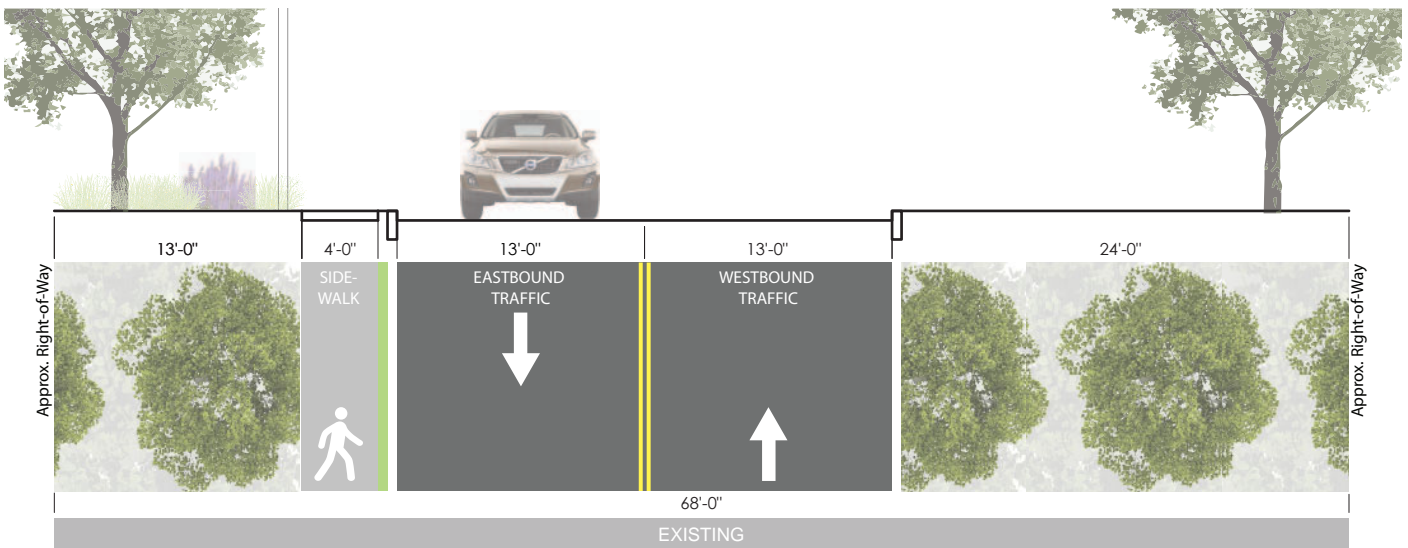 13'-0"
4'-0"
13'-0"
13'-0"
24'-0"
Approx. Right-of-Way
SIDE-
WALK
EASTBOUND
TRAFFIC
WESTBOUND
TRAFFIC
Approx. Right-of-Way
68'-0"
EXISTING